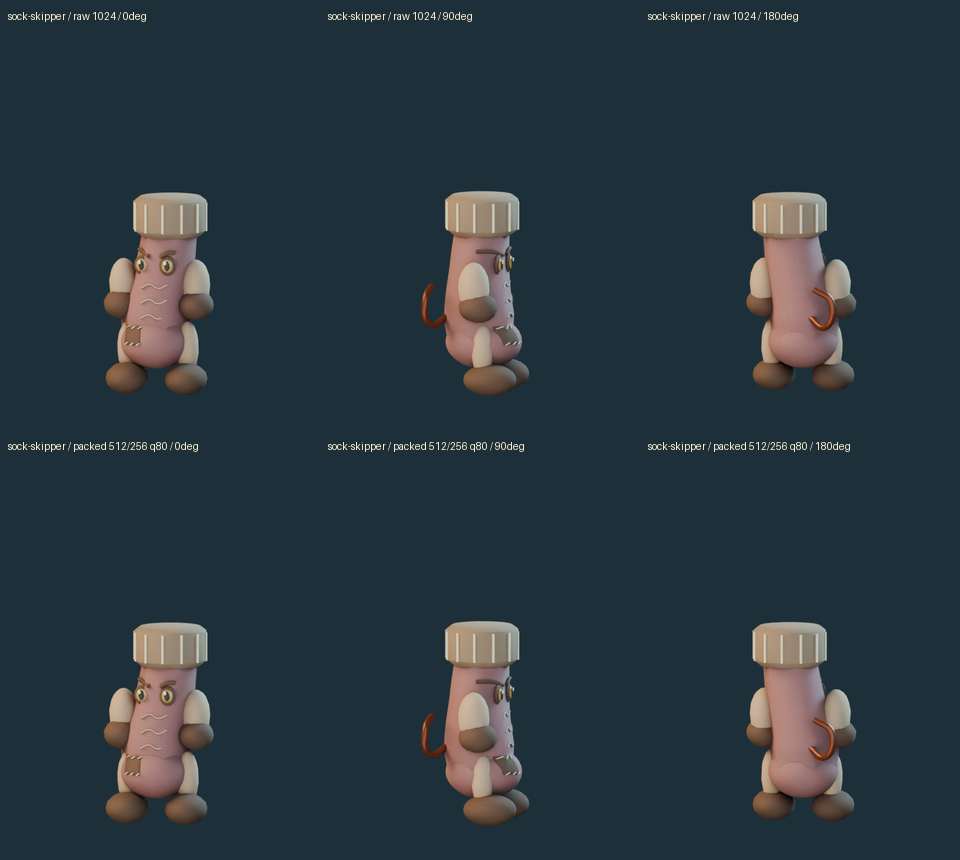 sock-skipper / raw 1024 / 0deg
sock-skipper / raw 1024 / 90deg
sock-skipper / raw 1024 / 180deg
sock-skipper / packed 512/256 q80 / 0deg
sock-skipper / packed 512/256 q80 / 90deg
sock-skipper / packed 512/256 q80 / 180deg